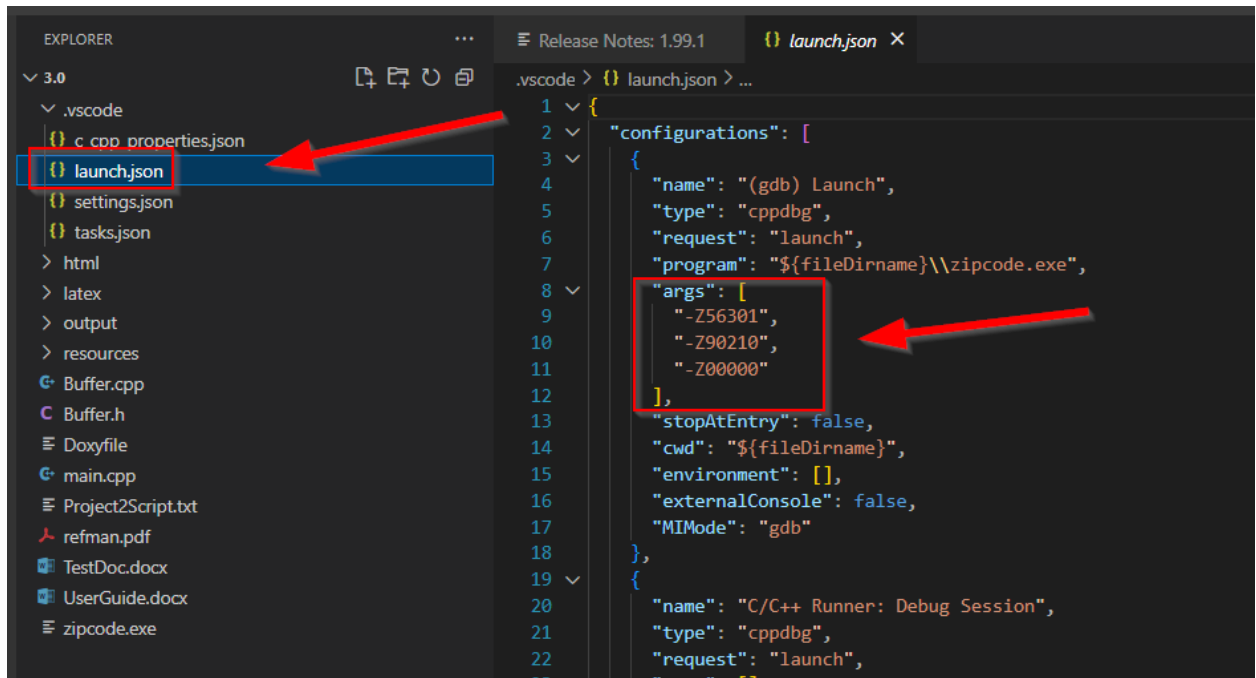 EXPLORER ...
3.0
.vscode
{} c_cpp_properties.json
{} launch.json
{} settings.json
{} tasks.json
html
latex
output
resources
Buffer.cpp
C Buffer.h
Doxyfile
main.cpp
Project2Script.txt
refman.pdf
TestDoc.docx
UserGuide.docx
zipcode.exe
Release Notes: 1.99.1 {} launch.json
.vscode > {} launch.json > ...
1 {
2 "configurations": [
3 {
4 "name": "(gdb) Launch",
5 "type": "cppdbg",
6 "request": "launch",
7 "program": "${fileDirname}\\zipcode.exe",
8 "args": [
9 "-Z56301",
10 "-Z90210",
11 "-Z00000"
12 ],
13 "stopAtEntry": false,
14 "cwd": "${fileDirname}",
15 "environment": [],
16 "externalConsole": false,
17 "MIMode": "gdb"
18 },
19 {
20 "name": "C/C++ Runner: Debug Session",
21 "type": "cppdbg",
22 "request": "launch",